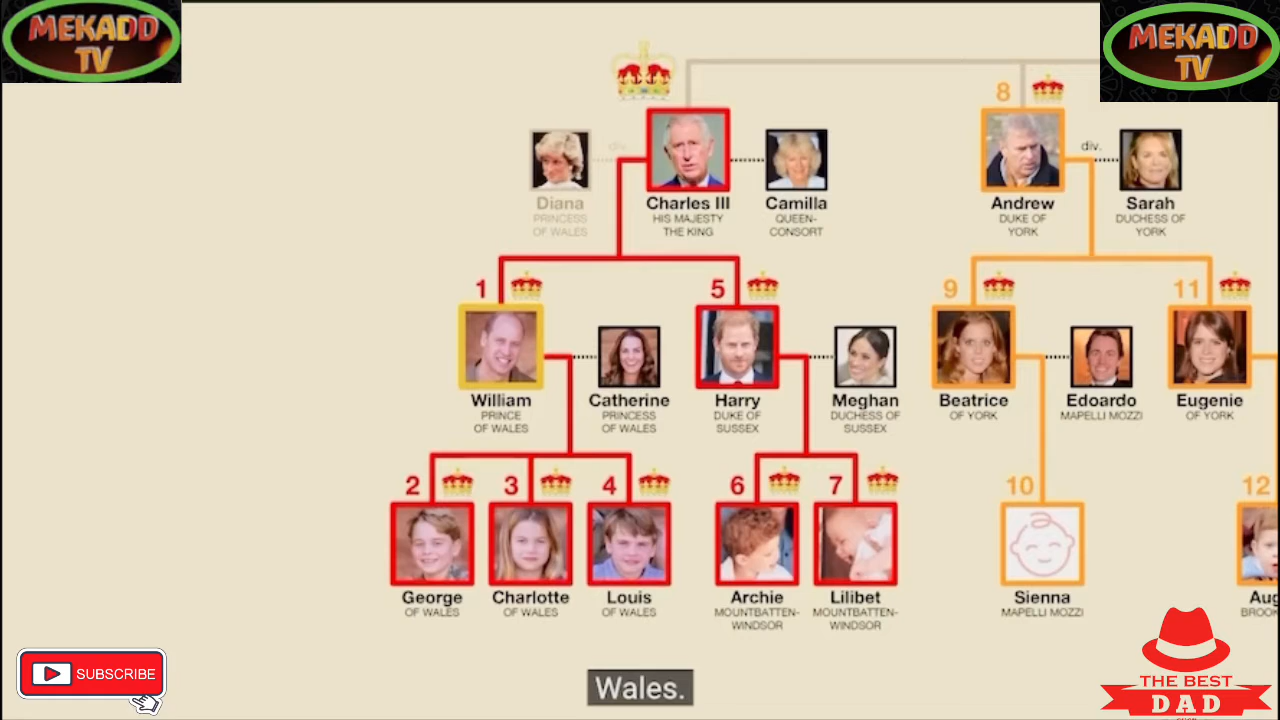 MEKADD
TV
MEKADD
TV
8
div.
div.
Diana
PRINCESS
OF WALES
Charles III
HIS MAJESTY
THE KING
Camilla
QUEEN-
CONSORT
Andrew
DUKE OF
YORK
Sarah
DUCHESS OF
YORK
1
5
9
11
William
PRINCE
OF WALES
Catherine
PRINCESS
OF WALES
Harry
DUKE OF
SUSSEX
Meghan
DUCHESS OF
SUSSEX
Beatrice
OF YORK
Edoardo
MAPELLI MOZZI
Eugenie
OF YORK
2
3
4
6
7
10
12
George
OF WALES
Charlotte
OF WALES
Louis
OF WALES
Archie
MOUNTBATTEN-
WINDSOR
Lilibet
MOUNTBATTEN-
WINDSOR
Sienna
MAPELLI MOZZI
Aug
BROOK
SUBSCRIBE
Wales.
THE BEST
DAD